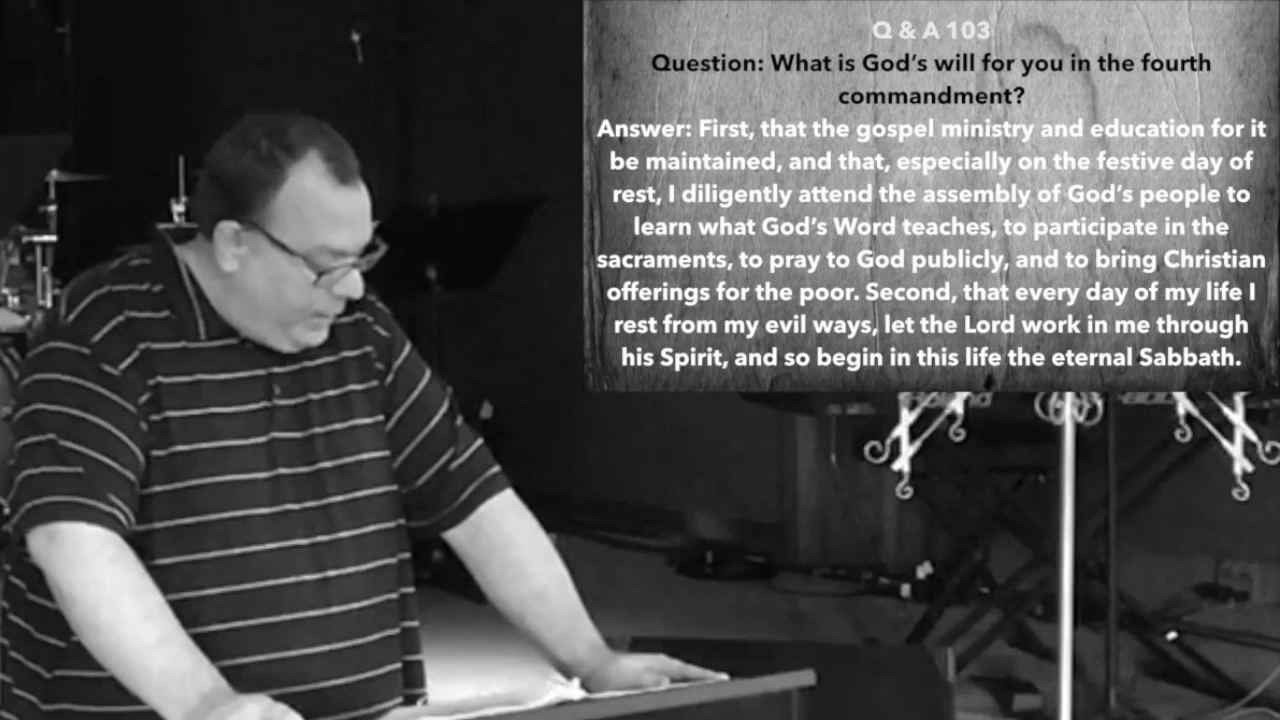 Q & A 103
Question: What is God's will for you in the fourth
commandment?
Answer: First, that the gospel ministry and education for it
be maintained, and that, especially on the festive day of
rest, I diligently attend the assembly of God's people to
learn what God's Word teaches, to participate in the
sacraments, to pray to God publicly, and to bring Christian
offerings for the poor. Second, that every day of my life I
rest from my evil ways, let the Lord work in me through
his Spirit, and so begin in this life the eternal Sabbath.